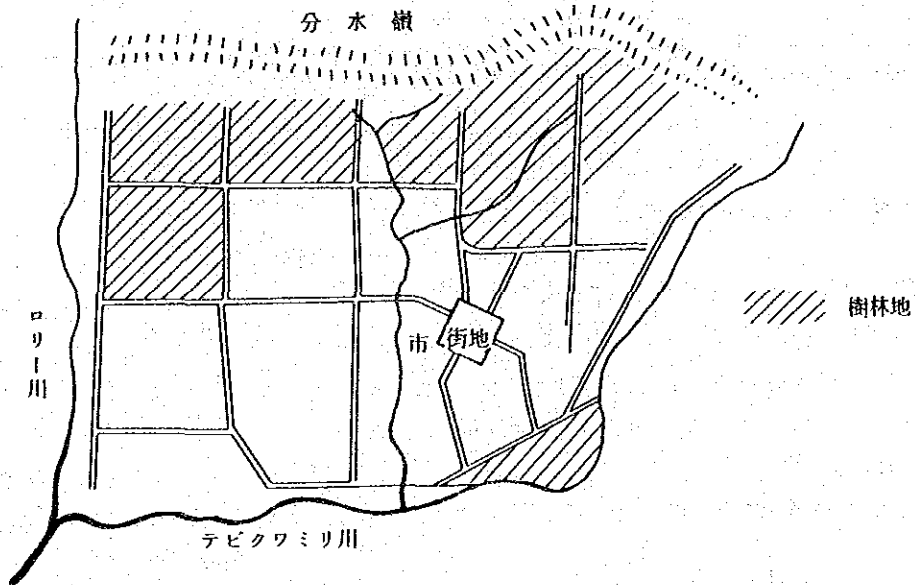 分水嶺
樹林地
ロリー川
市街地
テビクワミリ川